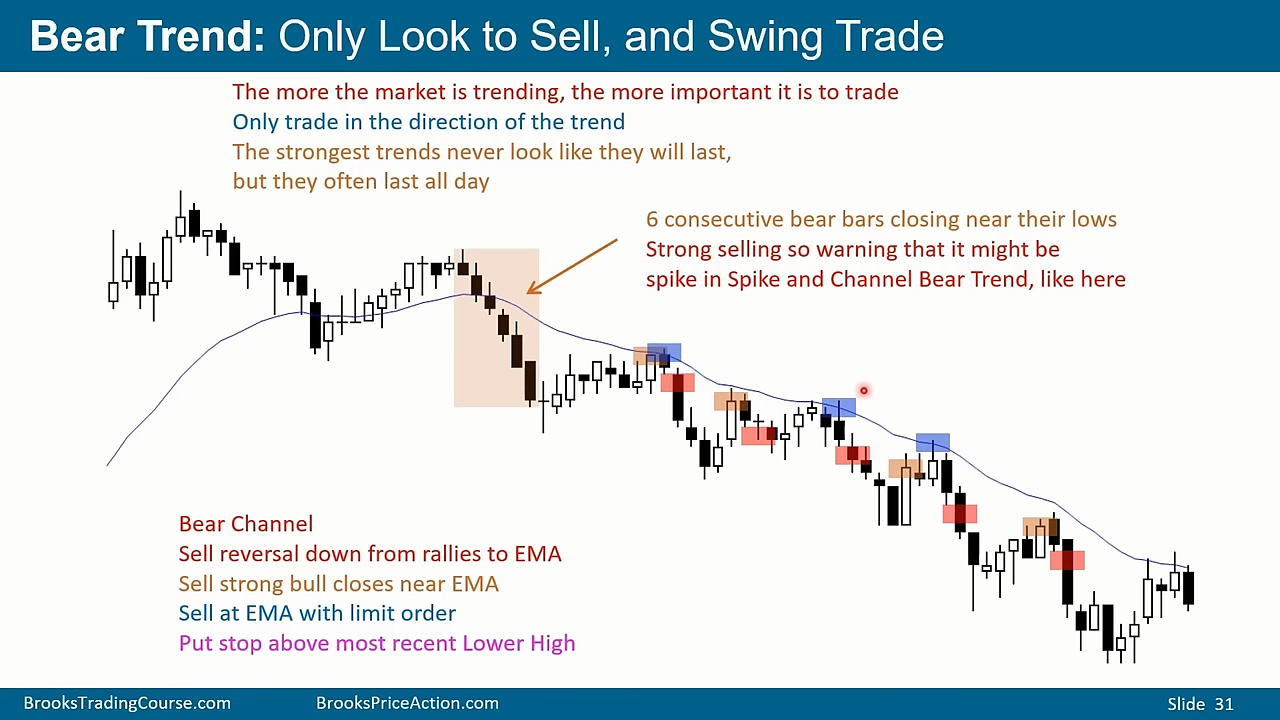 Bear Trend: Only Look to Sell, and Swing Trade
The more the market is trending, the more important it is to trade
Only trade in the direction of the trend
The strongest trends never look like they will last,
but they often last all day
6 consecutive bear bars closing near their lows
Strong selling so warning that it might be
spike in Spike and Channel Bear Trend, like here
Bear Channel
Sell reversal down from rallies to EMA
Sell strong bull closes near EMA
Sell at EMA with limit order
Put stop above most recent Lower High
BrooksTradingCourse.com
BrooksPriceAction.com
Slide 31